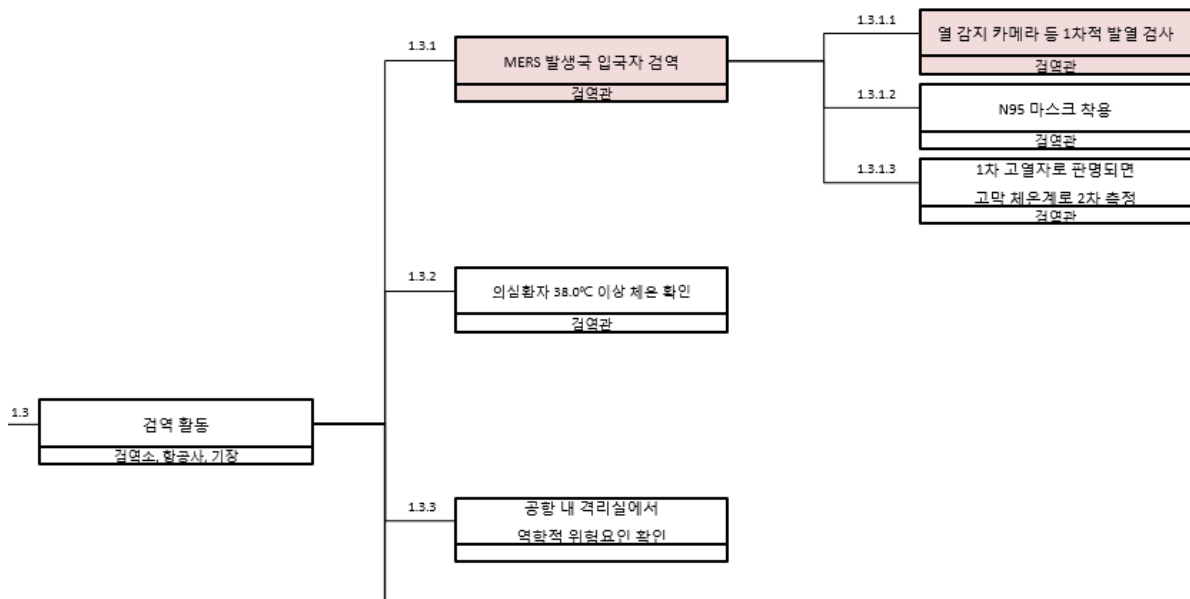 1.3.1.1
열 감지 카메라 등 1차적 발열 검사
검역관
1.3.1
MERS 발생국 입국자 검역
검역관
1.3.1.2
N95 마스크 착용
검역관
1.3.1.3
1차 고열자로 판명되면
고막 체온계로 2차 측정
검역관
1.3.2
의심환자 38.0℃ 이상 체온 확인
검역관
1.3
검역 활동
검역소, 항공사, 기장
1.3.3
공항 내 격리실에서
역학적 위험요인 확인